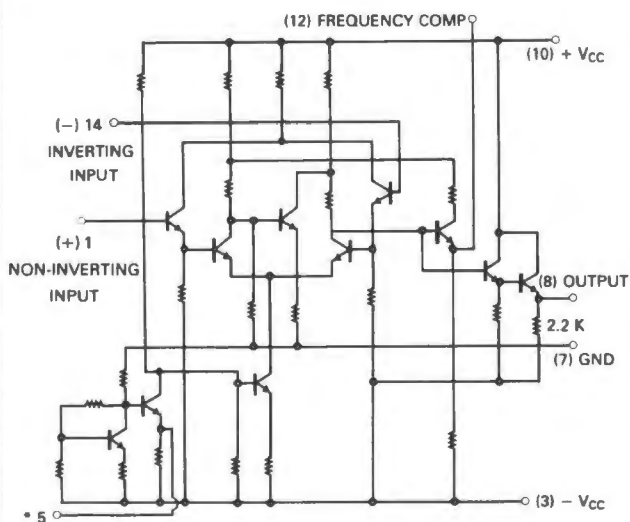 (12) FREQUENCY COMP
(10) + VCC
(−) 14
INVERTING
INPUT
(+) 1
NON-INVERTING
INPUT
(8) OUTPUT
2.2 K
(7) GND
(3) − VCC
* 5